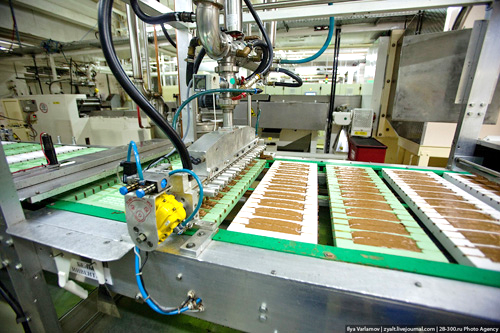 Ilya Varlamov | zyalt.livejournal.com | 28-300.ru Photo Agency